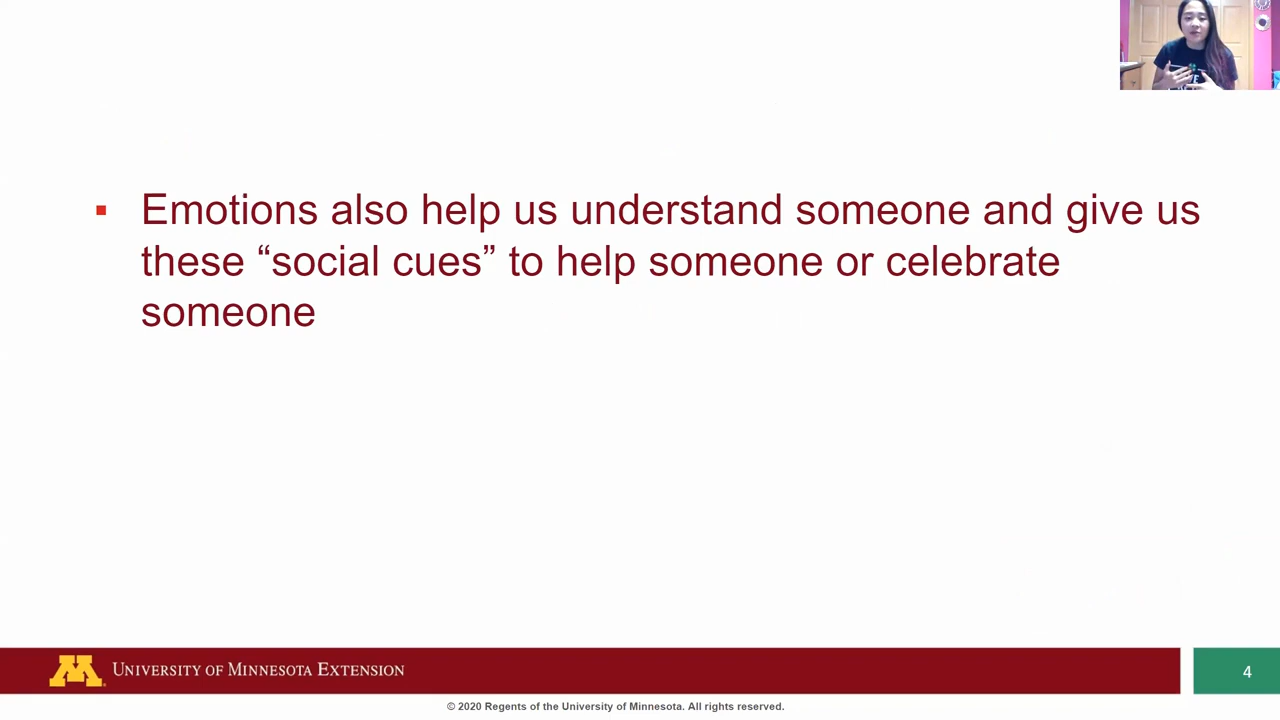 ▪ Emotions also help us understand someone and give us
these “social cues” to help someone or celebrate
someone
UNIVERSITY OF MINNESOTA EXTENSION
4
© 2020 Regents of the University of Minnesota. All rights reserved.